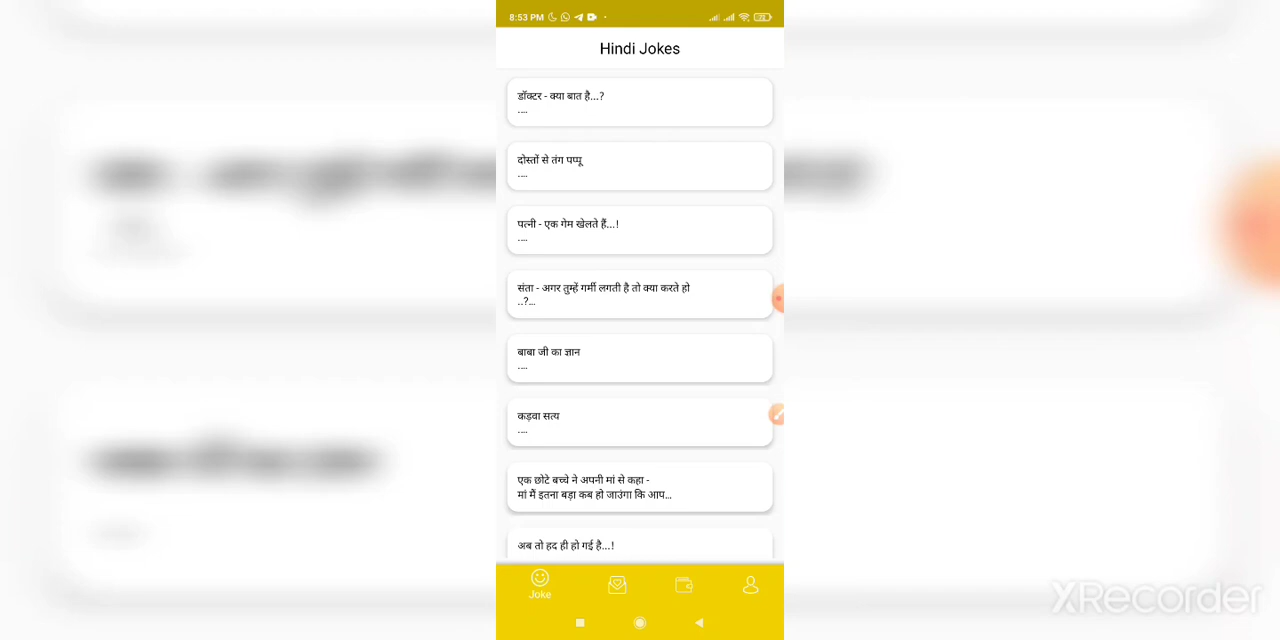 8:53 PM
22
Hindi Jokes
डॉक्टर - क्या बात है...?
....
दोस्तों से तंग पप्पू
....
पत्नी - एक गेम खेलते हैं...!
....
संता - अगर तुम्हें गर्मी लगती है तो क्या करते हो
..?...
बाबा जी का ज्ञान
....
कड़वा सत्य
....
एक छोटे बच्चे ने अपनी मां से कहा -
मां मैं इतना बड़ा कब हो जाउंगा कि आप...
अब तो हद ही हो गई है...!
Joke
XRecorder